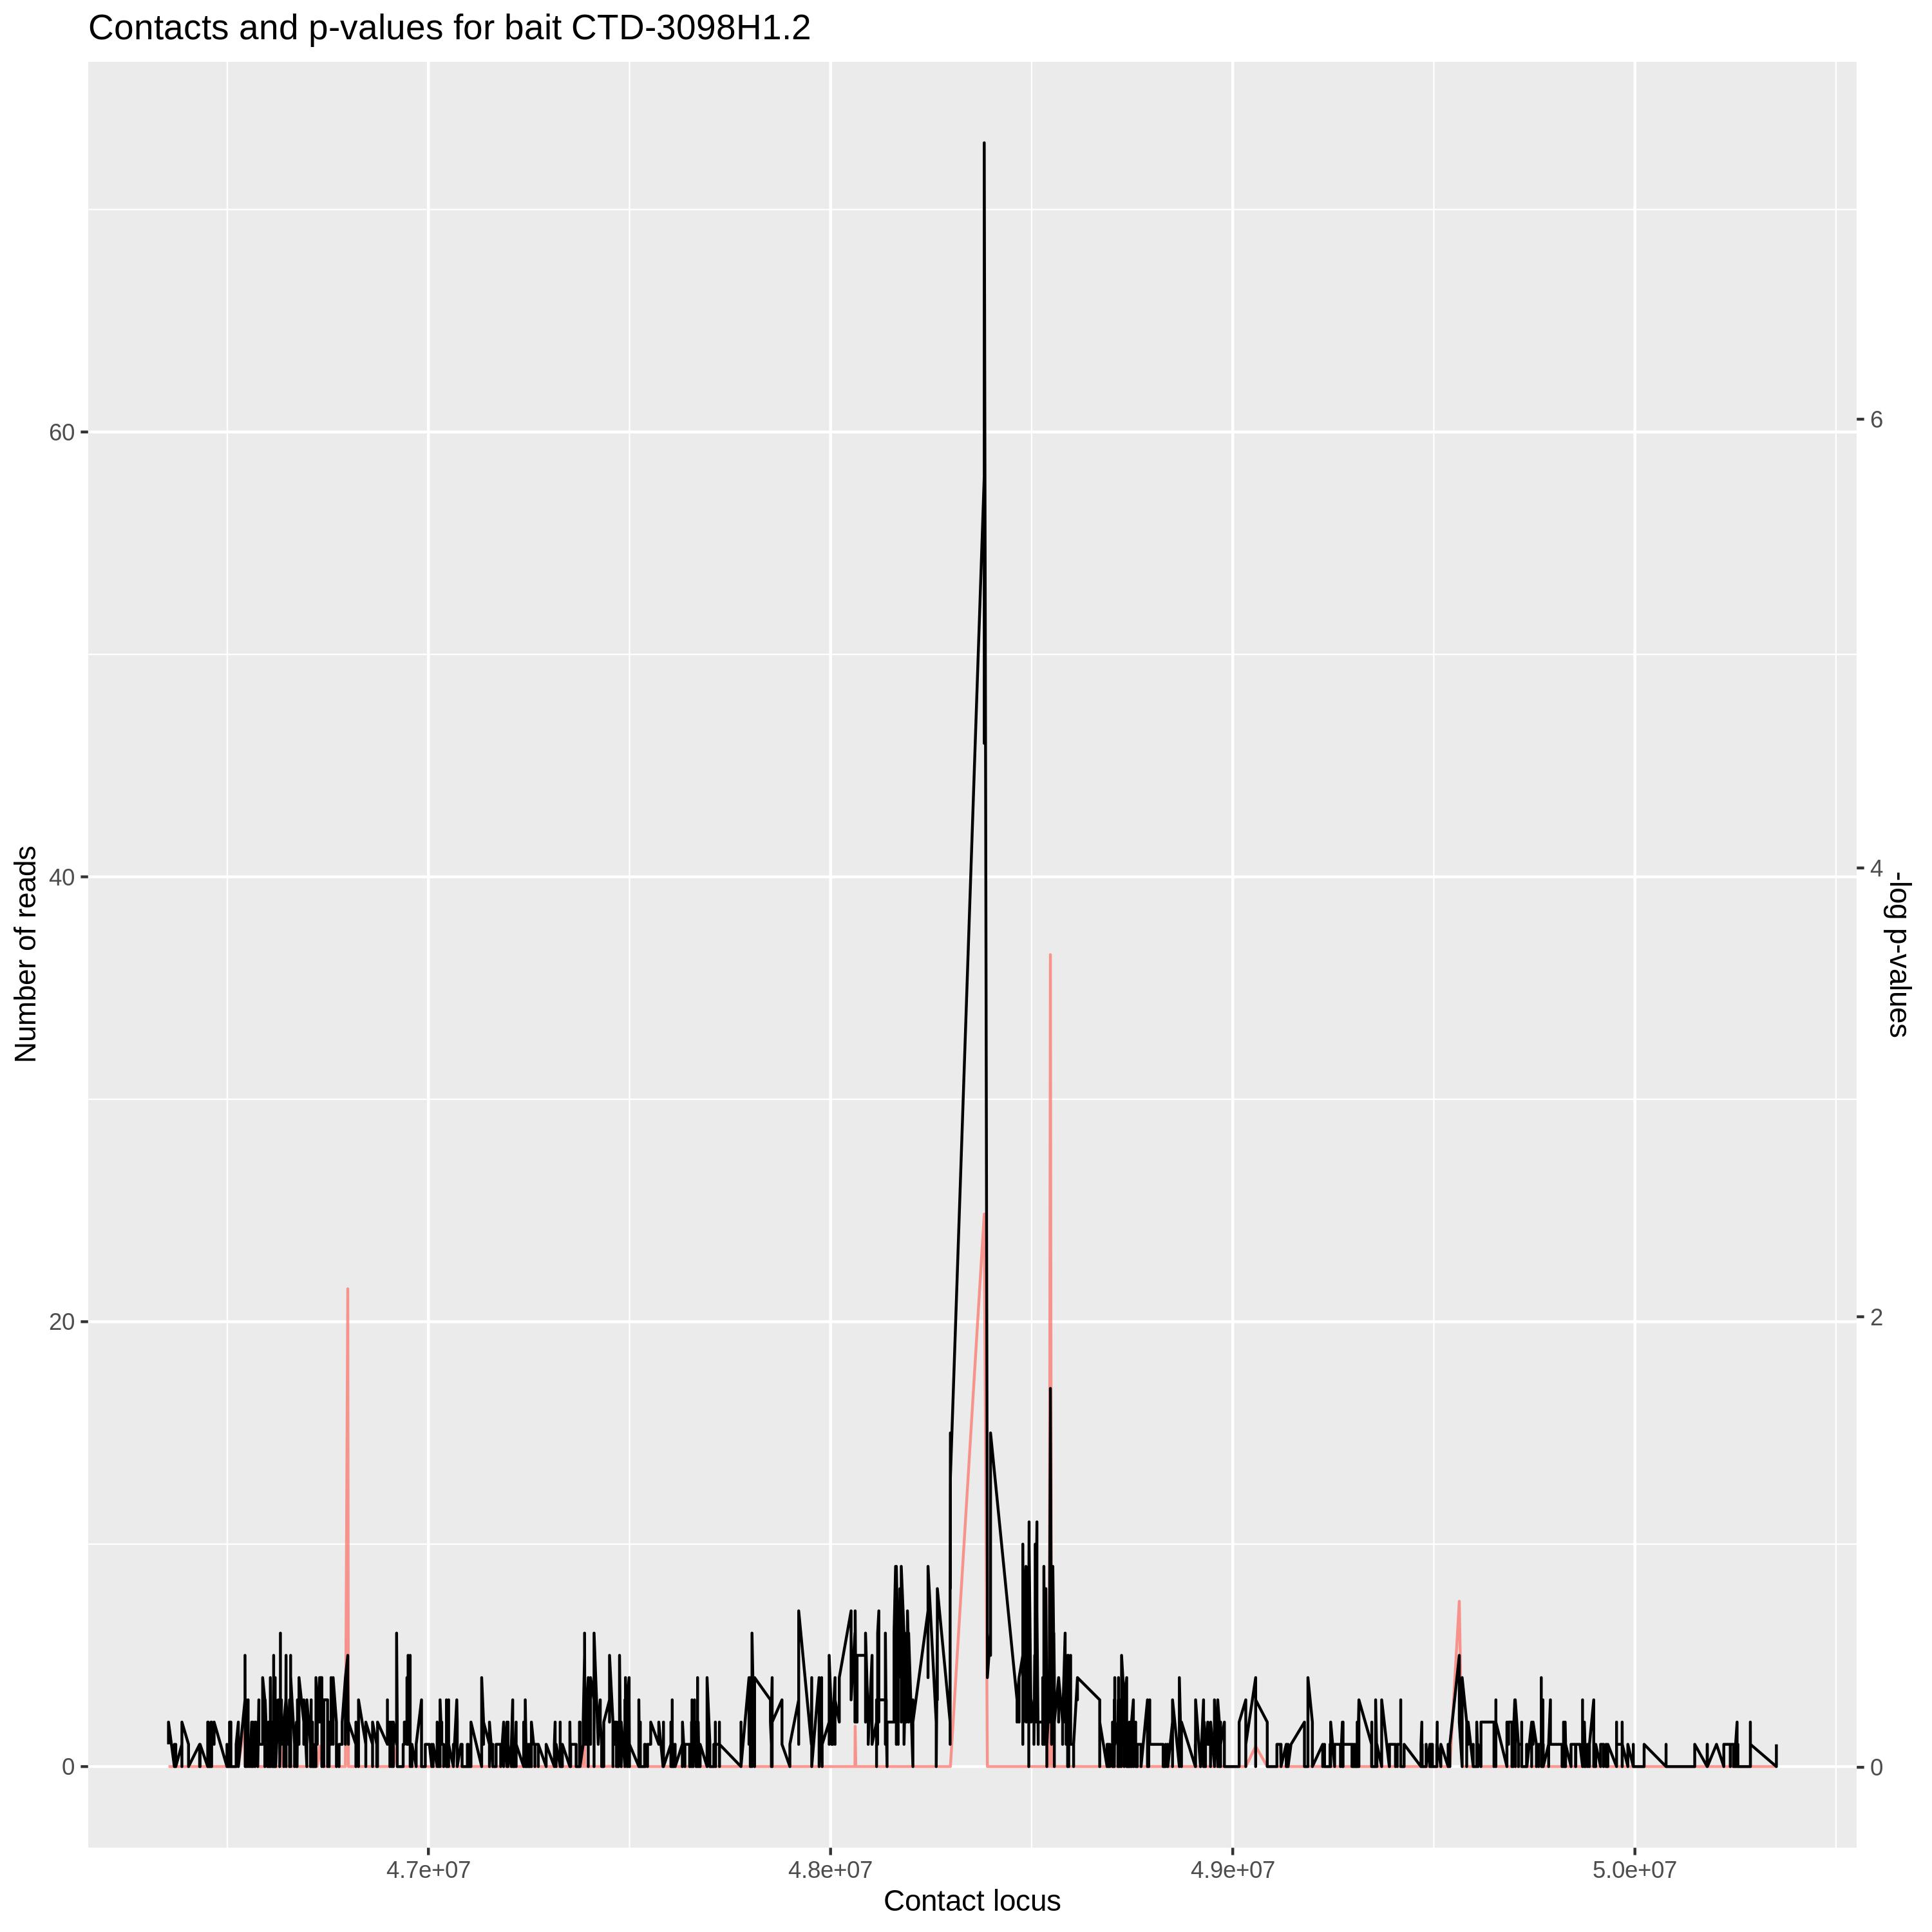 Contacts and p-values for bait CTD-3098H1.2
60
40
20
0
Number of reads
6
4
2
0
-log p-values
4.7e+07
4.8e+07
4.9e+07
5.0e+07
Contact locus